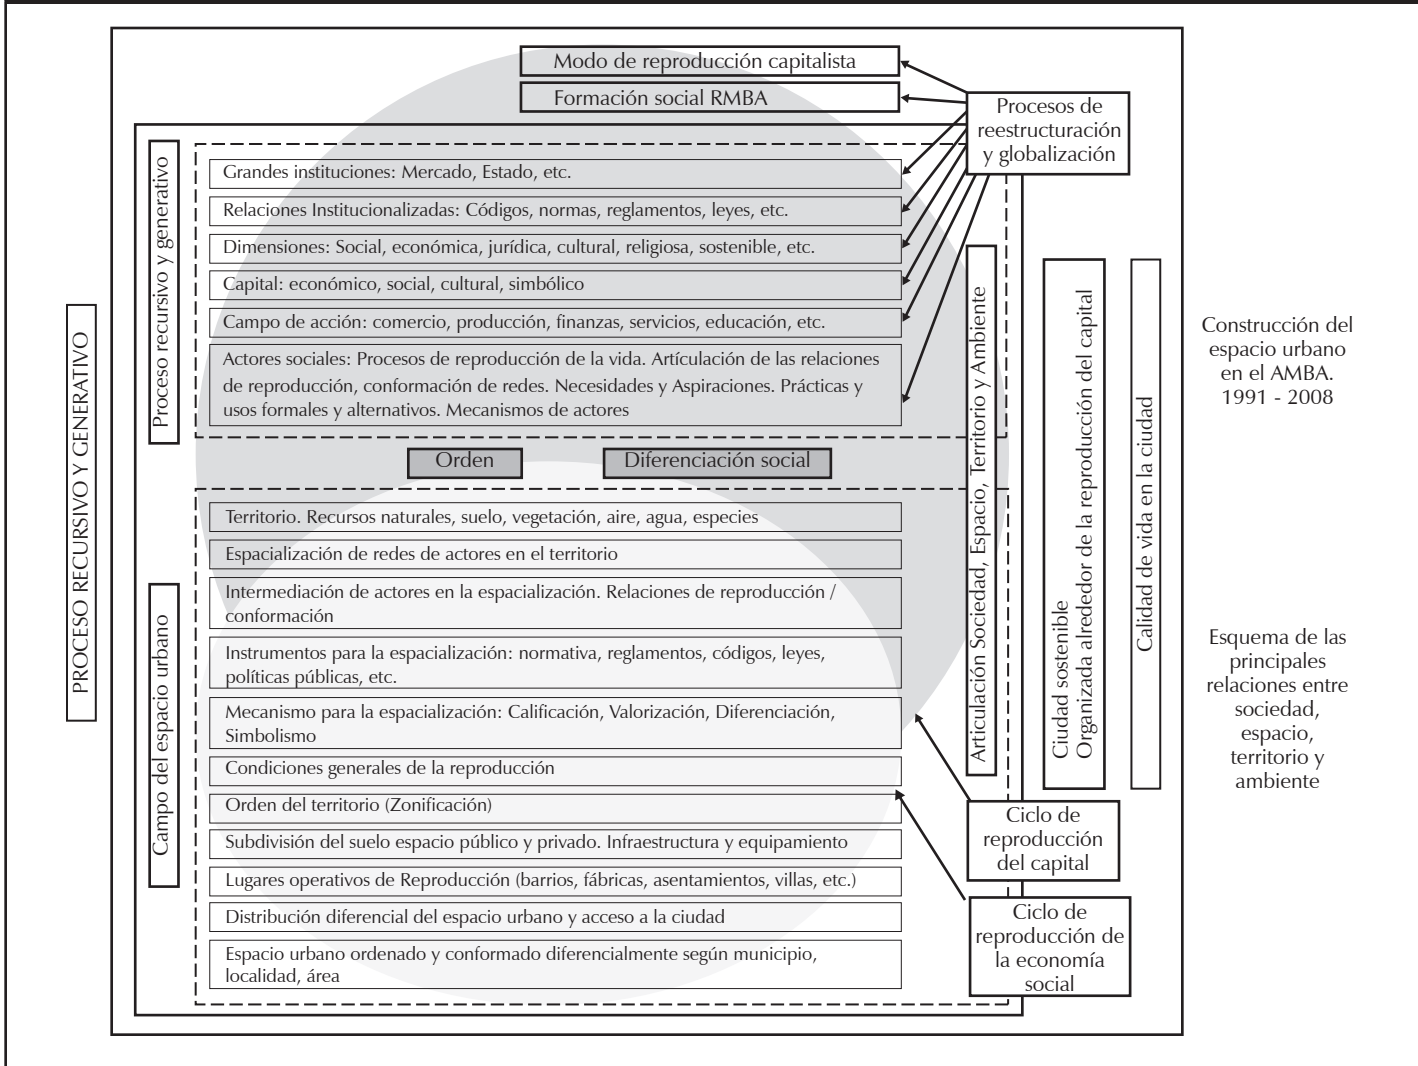 Modo de reproducción capitalista
Formación social RMBA
Procesos de
reestructuración
y globalización
PROCESO RECURSIVO Y GENERATIVO
Proceso recursivo y generativo
Grandes instituciones: Mercado, Estado, etc.
Relaciones Institucionalizadas: Códigos, normas, reglamentos, leyes, etc.
Dimensiones: Social, económica, jurídica, cultural, religiosa, sostenible, etc.
Capital: económico, social, cultural, simbólico
Campo de acción: comercio, producción, finanzas, servicios, educación, etc.
Actores sociales: Procesos de reproducción de la vida. Artículación de las relaciones
de reproducción, conformación de redes. Necesidades y Aspiraciones. Prácticas y
usos formales y alternativos. Mecanismos de actores
Orden
Diferenciación social
Campo del espacio urbano
Territorio. Recursos naturales, suelo, vegetación, aire, agua, especies
Espacialización de redes de actores en el territorio
Intermediación de actores en la espacialización. Relaciones de reproducción /
conformación
Instrumentos para la espacialización: normativa, reglamentos, códigos, leyes,
políticas públicas, etc.
Mecanismo para la espacialización: Calificación, Valorización, Diferenciación,
Simbolismo
Condiciones generales de la reproducción
Orden del territorio (Zonificación)
Subdivisión del suelo espacio público y privado. Infraestructura y equipamiento
Lugares operativos de Reproducción (barrios, fábricas, asentamientos, villas, etc.)
Distribución diferencial del espacio urbano y acceso a la ciudad
Espacio urbano ordenado y conformado diferencialmente según municipio,
localidad, área
Articulación Sociedad, Espacio, Territorio y Ambiente
Ciudad sostenible
Organizada alrededor de la reproducción del capital
Calidad de vida en la ciudad
Ciclo de
reproducción
del capital
Ciclo de
reproducción de
la economía
social
Construcción del
espacio urbano
en el AMBA.
1991 - 2008
Esquema de las
principales
relaciones entre
sociedad,
espacio,
territorio y
ambiente